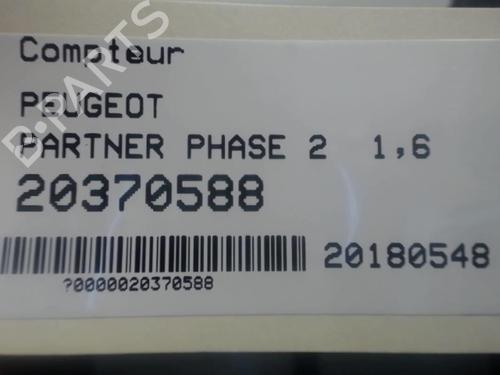 Compteur
PEUGEOT
PARTNER PHASE 2 1,6
20370588
20180548
?0000020370588
B-PARTS